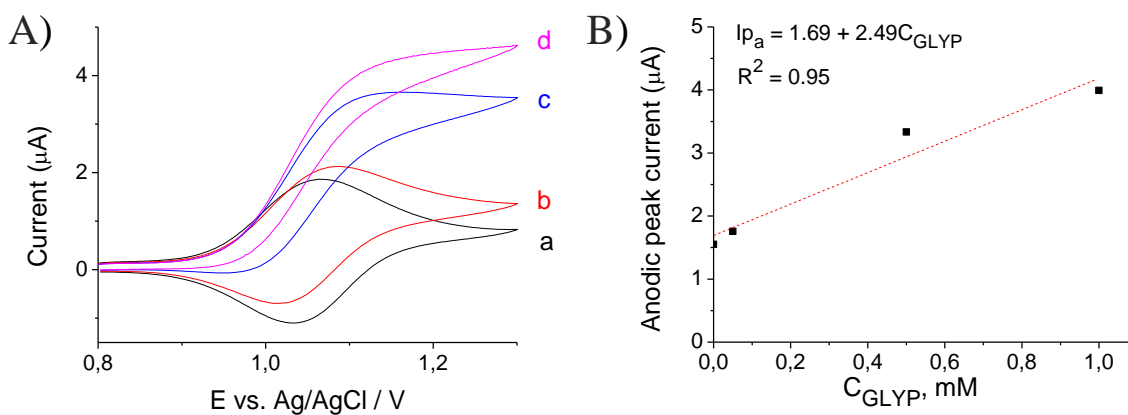 A)
Current (μA)
4
2
0
d
c
b
a
0,8
1,0
1,2
E vs. Ag/AgCl / V
B)
Ip_a = 1.69 + 2.49C_GLYP
R² = 0.95
Anodic peak current (μA)
5
4
3
2
1
0
0,0
0,2
0,4
0,6
0,8
1,0
C_GLYP, mM